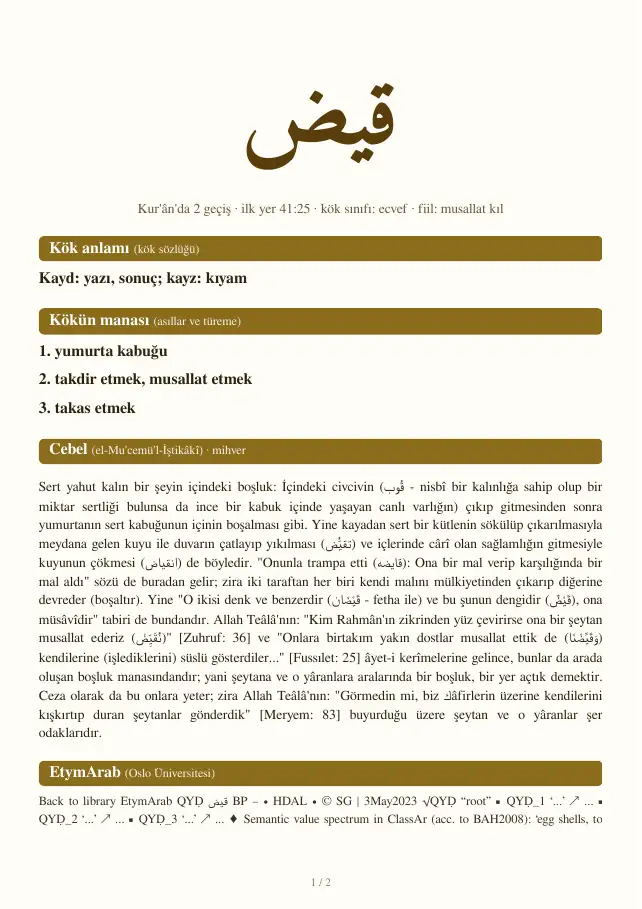 قيض
Kur'ân'da 2 geçiş · ilk yer 41:25 · kök sınıfı: ecvef · fiil: musallat kıl
Kök anlamı (kök sözlüğü)
Kayd: yazı, sonuç; kayz: kıyam
Kökün manası (asıllar ve türeme)
1. yumurta kabuğu
2. takdir etmek, musallat etmek
3. takas etmek
Cebel (el-Mu'cemü'l-İştikâkî) · mihver
Sert yahut kalın bir şeyin içindeki boşluk: İçindeki civcivin (قُوب - nisbî bir kalınlığa sahip olup bir
miktar sertliği bulunsa da ince bir kabuk içinde yaşayan canlı varlığın) çıkıp gitmesinden sonra
yumurtanın sert kabuğunun içinin boşalması gibi. Yine kayadan sert bir kütlenin sökülüp çıkarılmasıyla
meydana gelen kuyu ile duvarın çatlayıp yıkılması (تقيُّض) ve içlerinde cârî olan sağlamlığın gitmesiyle
kuyunun çökmesi (انقياض) de böyledir. "Onunla trampa etti (قايضه): Ona bir mal verip karşılığında bir
mal aldı" sözü de buradan gelir; zira iki taraftan her biri kendi malını mülkiyetinden çıkarıp diğerine
devreder (boşaltır). Yine "O ikisi denk ve benzerdir (قَيْضان - fetha ile) ve bu şunun dengidir (قَيْضٌ), ona
müsâvîdir" tabiri de bundandır. Allah Teâlâ'nın: "Kim Rahmân'ın zikrinden yüz çevirirse ona bir şeytan
musallat ederiz (نُقَيِّضْ)" [Zuhruf: 36] ve "Onlara birtakım yakın dostlar musallat ettik de (وَقَيَّضْنَا)
kendilerine (işlediklerini) süslü gösterdiler..." [Fussılet: 25] âyet-i kerîmelerine gelince, bunlar da arada
oluşan boşluk manasındandır; yani şeytana ve o yâranlara aralarında bir boşluk, bir yer açtık demektir.
Ceza olarak da bu onlara yeter; zira Allah Teâlâ'nın: "Görmedin mi, biz كâfirlerin üzerine kendilerini
kışkırtıp duran şeytanlar gönderdik" [Meryem: 83] buyurduğu üzere şeytan ve o yâranlar şer
odaklarıdır.
EtymArab (Oslo Üniversitesi)
Back to library EtymArab QYḌ قيض BP – • HDAL • © SG | 3May2023 √QYḌ “root” ▪ QYḌ_1 ‘...’ ↗ ... ▪
QYḌ_2 ‘...’ ↗ ... ▪ QYḌ_3 ‘...’ ↗ ... ♦ Semantic value spectrum in ClassAr (acc. to BAH2008): ‘egg shells, to
1 / 2